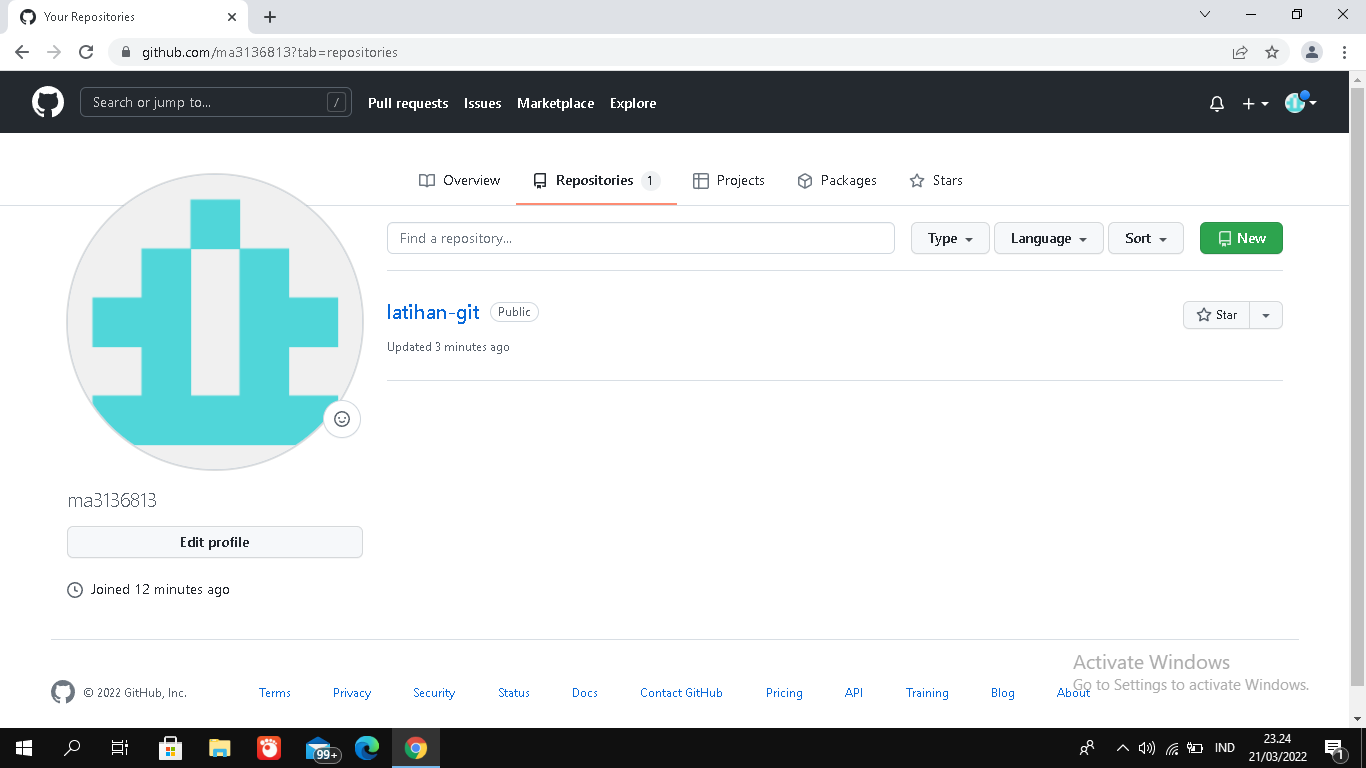 Your Repositories
github.com/ma3136813?tab=repositories
Search or jump to... /
Pull requests Issues Marketplace Explore
Overview Repositories 1 Projects Packages Stars
Find a repository...
Type Language Sort New
latihan-git Public
Star
Updated 3 minutes ago
ma3136813
Edit profile
Joined 12 minutes ago
Activate Windows
Go to Settings to activate Windows.
© 2022 GitHub, Inc. Terms Privacy Security Status Docs Contact GitHub Pricing API Training Blog About
99+
IND
23.24
21/03/2022
1